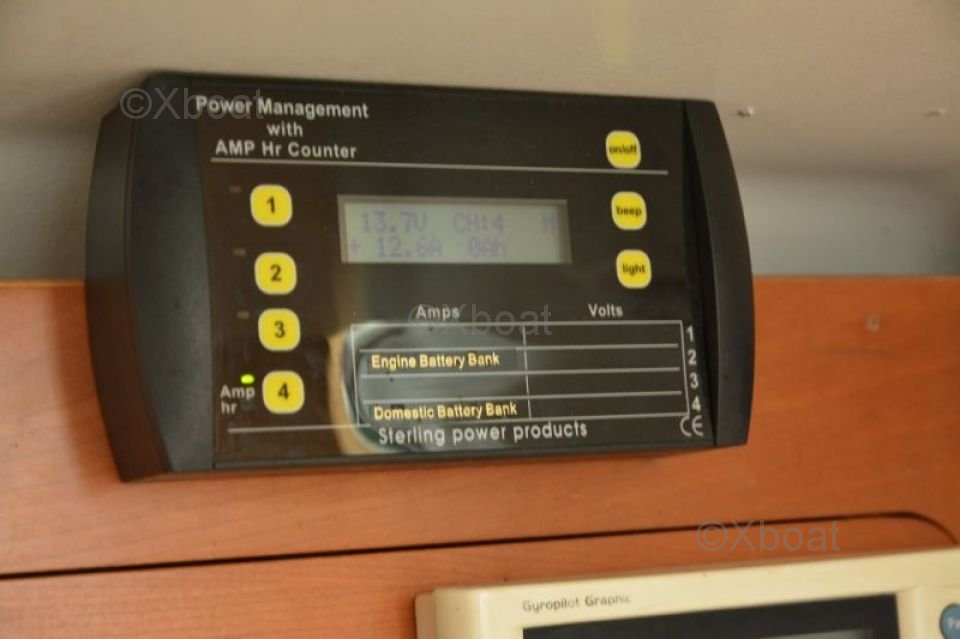 ©Xboat
Power Management
with
AMP Hr Counter
on/off
1
beep
13.7V CH:4 M
+ 12.6A 0Ah
2
light
3
Amps Volts
©Xboat
1
Engine Battery Bank 2
3
Amp hr 4
Domestic Battery Bank 4
Sterling power products CE
©Xboat
Gyropilot Graphic